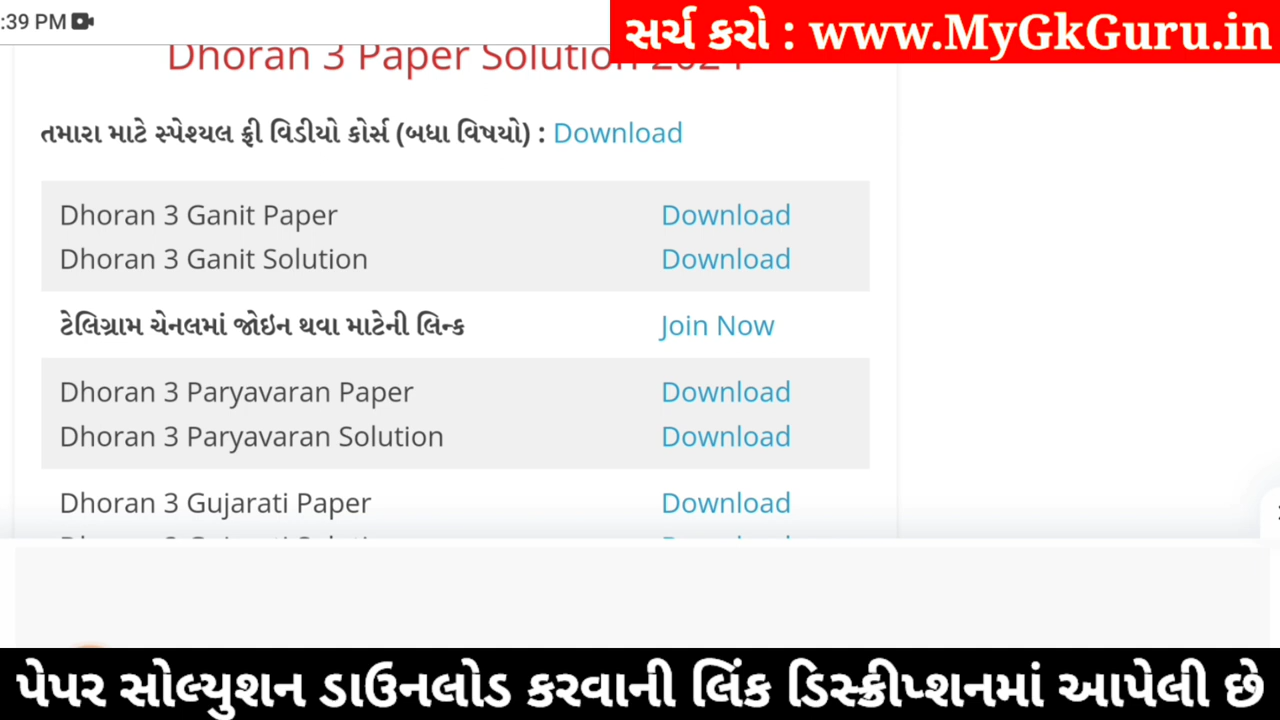 :39 PM
સર્ચ કરો : www.MyGkGuru.in
Dhoran 3 Paper Solution 2024
તમારા માટે સ્પેશ્યલ ફ્રી વિડીયો કોર્સ (બધા વિષયો) : Download
Dhoran 3 Ganit Paper Download
Dhoran 3 Ganit Solution Download
ટેલિગ્રામ ચેનલમાં જોઇન થવા માટેની લિન્ક Join Now
Dhoran 3 Paryavaran Paper Download
Dhoran 3 Paryavaran Solution Download
Dhoran 3 Gujarati Paper Download
પેપર સોલ્યુશન ડાઉનલોડ કરવાની લિંક ડિસ્ક્રીપ્શનમાં આપેલી છે